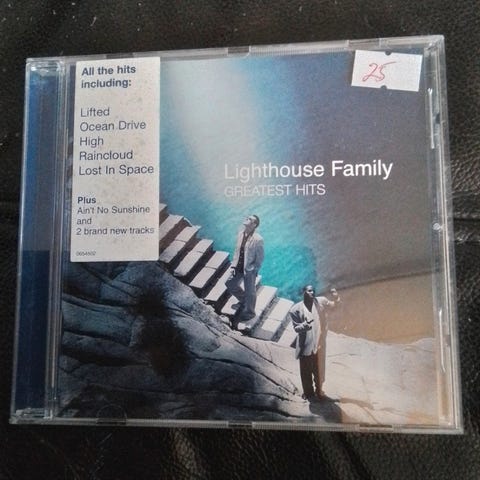 All the hits
including:
Lifted
Ocean Drive
High
Raincloud
Lost In Space
Plus
Ain't No Sunshine
and
2 brand new tracks
0654502
25
Lighthouse Family
GREATEST HITS